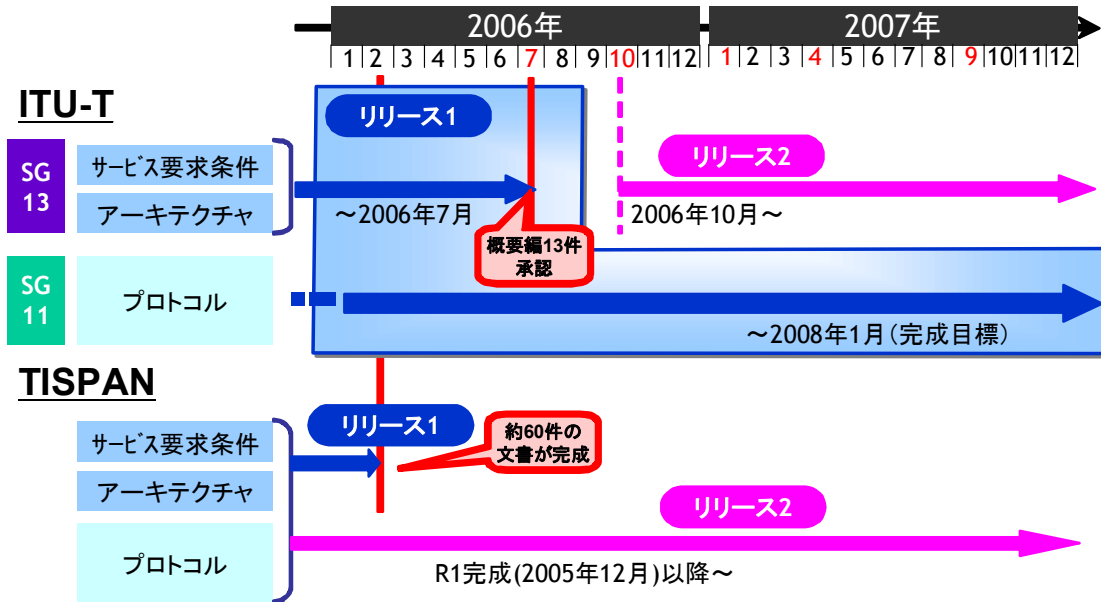 2006年 2007年
1 2 3 4 5 6 7 8 9 10 11 12 1 2 3 4 5 6 7 8 9 10 11 12
ITU-T
リリース1
SG
13
サービス要求条件
アーキテクチャ
～2006年7月
概要編13件
承認
リリース2
2006年10月～
SG
11
プロトコル
～2008年1月（完成目標）
TISPAN
サービス要求条件
アーキテクチャ
プロトコル
リリース1
約60件の
文書が完成
リリース2
R1完成(2005年12月)以降～